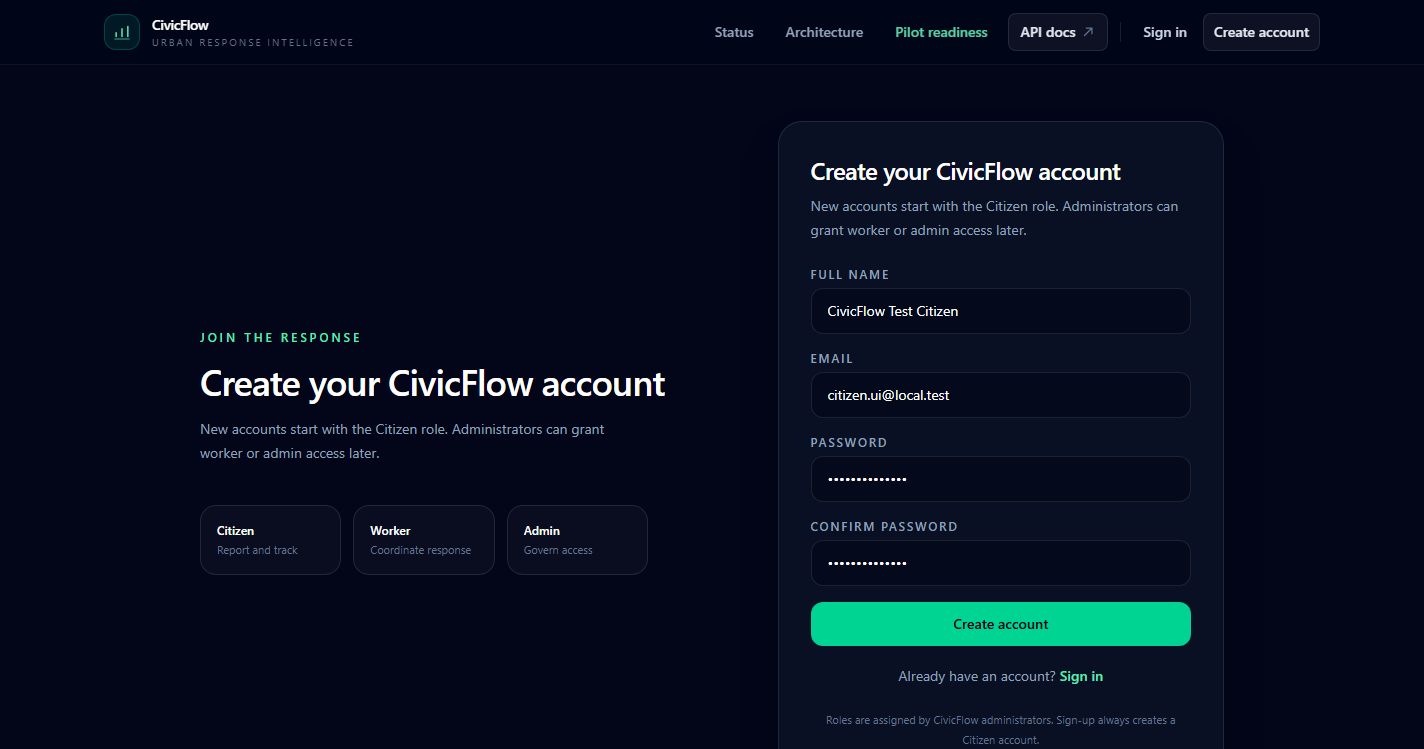 CivicFlow
URBAN RESPONSE INTELLIGENCE
Status
Architecture
Pilot readiness
API docs ↗
Sign in
Create account
JOIN THE RESPONSE
Create your CivicFlow account
New accounts start with the Citizen role. Administrators can grant
worker or admin access later.
Citizen
Report and track
Worker
Coordinate response
Admin
Govern access
Create your CivicFlow account
New accounts start with the Citizen role. Administrators can
grant worker or admin access later.
FULL NAME
CivicFlow Test Citizen
EMAIL
citizen.ui@local.test
PASSWORD
••••••••••••••
CONFIRM PASSWORD
••••••••••••••
Create account
Already have an account? Sign in
Roles are assigned by CivicFlow administrators. Sign-up always creates a
Citizen account.